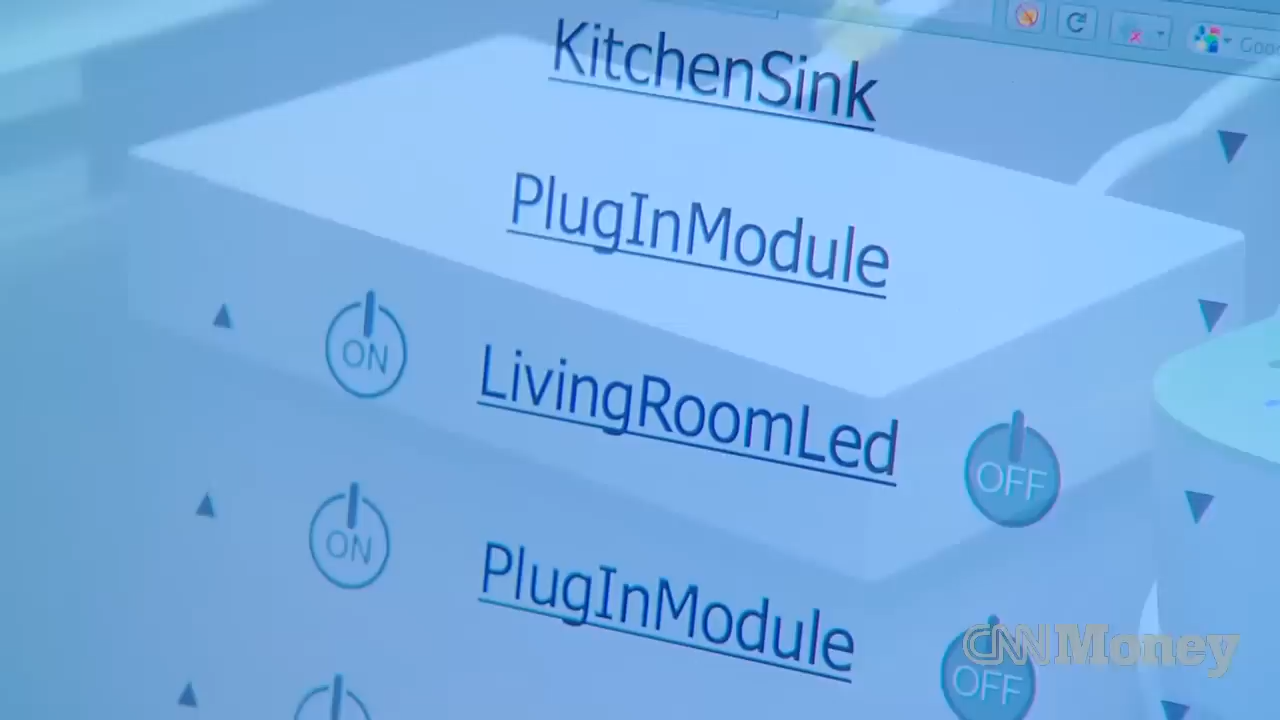 KitchenSink
PlugInModule
ON LivingRoomLed OFF
ON PlugInModule OFF
CNNMoney